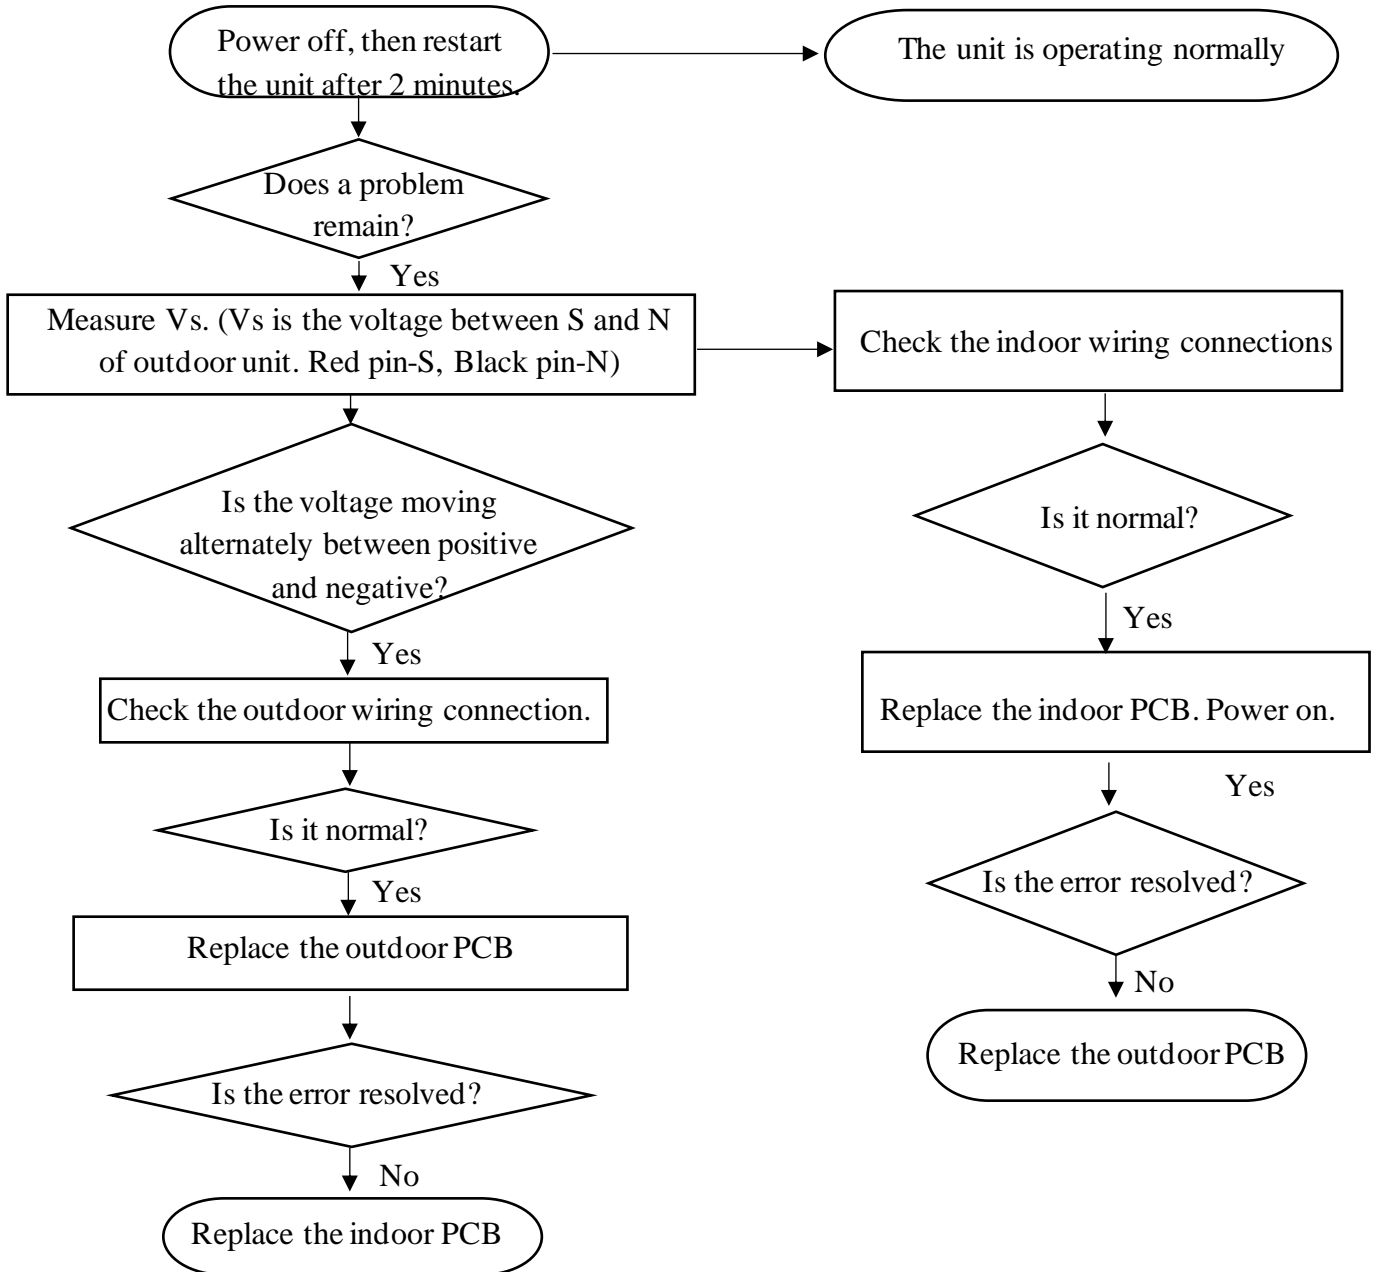 Power off, then restart
the unit after 2 minutes.
The unit is operating normally
Does a problem
remain?
Yes
Measure Vs. (Vs is the voltage between S and N
of outdoor unit. Red pin-S, Black pin-N)
Check the indoor wiring connections
Is the voltage moving
alternately between positive
and negative?
Is it normal?
Yes
Yes
Check the outdoor wiring connection.
Replace the indoor PCB. Power on.
Yes
Is it normal?
Is the error resolved?
Yes
Replace the outdoor PCB
No
Replace the outdoor PCB
Is the error resolved?
No
Replace the indoor PCB